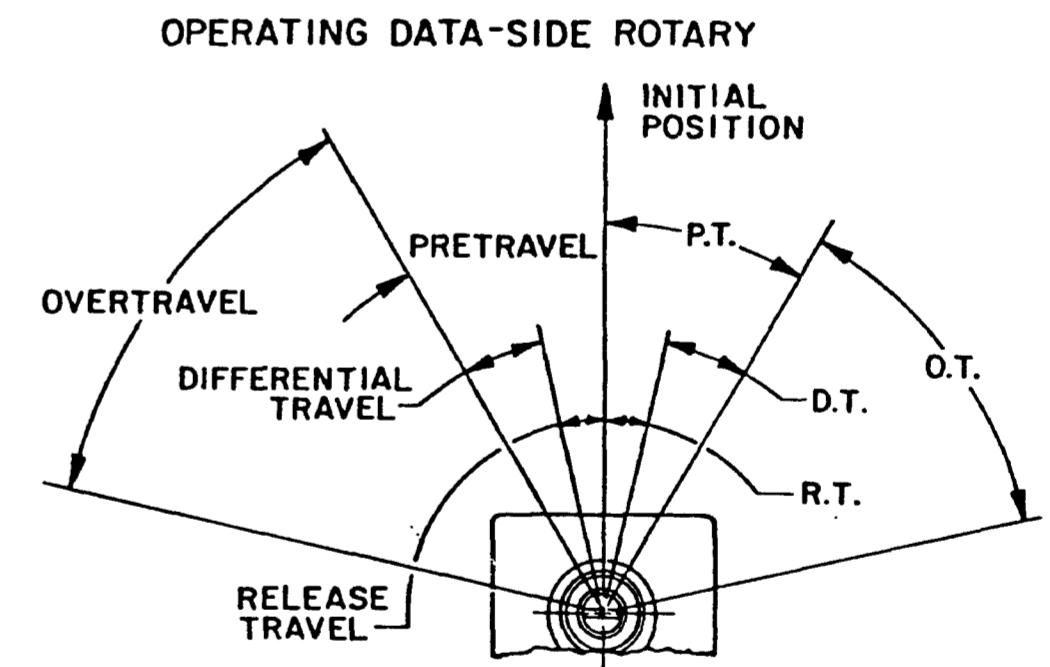 OPERATING DATA-SIDE ROTARY
INITIAL
POSITION
PRETRAVEL
P.T.
OVERTRAVEL
DIFFERENTIAL
TRAVEL
O.T.
D.T.
R.T.
RELEASE
TRAVEL